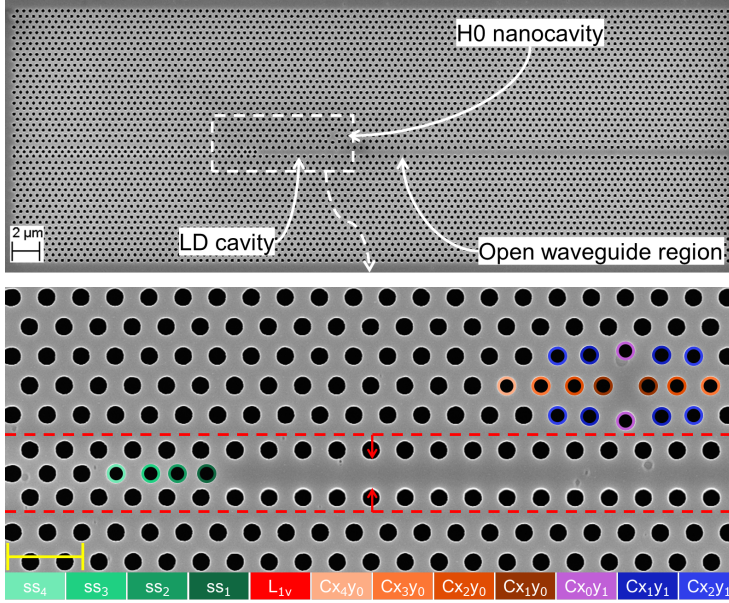 H0 nanocavity
2 μm
LD cavity
Open waveguide region
ss₄ ss₃ ss₂ ss₁ L₁ᵥ Cx₄y₀ Cx₃y₀ Cx₂y₀ Cx₁y₀ Cx₀y₁ Cx₁y₁ Cx₂y₁